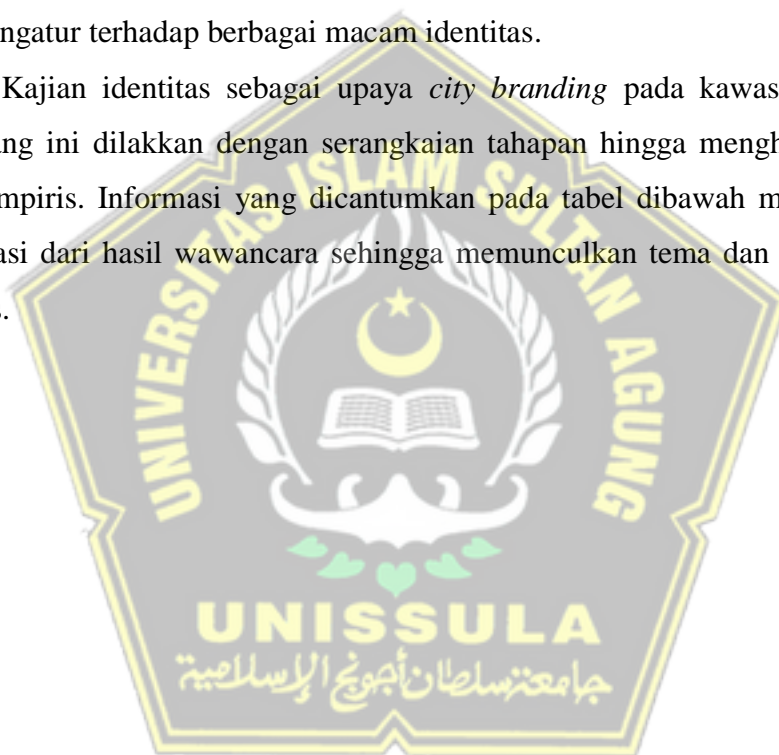 ngatur terhadap berbagai macam identitas.
Kajian identitas sebagai upaya city branding pada kawas
ang ini dilakkan dengan serangkaian tahapan hingga mengh
mpiris. Informasi yang dicantumkan pada tabel dibawah m
asi dari hasil wawancara sehingga memunculkan tema dan
.
UNIVERSITAS ISLAM SULTAN AGUNG
UNISSULA
جامعتنسلطان أجونج الإسلامية